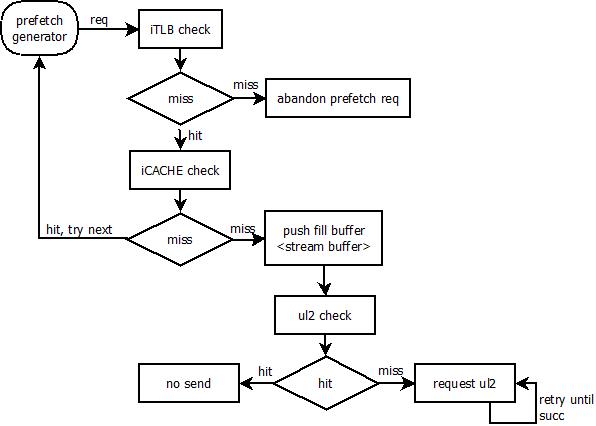 prefetch
generator
req
iTLB check
miss
miss
abandon prefetch req
hit
iCACHE check
hit, try next
miss
miss
push fill buffer
<stream buffer>
ul2 check
no send
hit
hit
miss
request ul2
retry until
succ